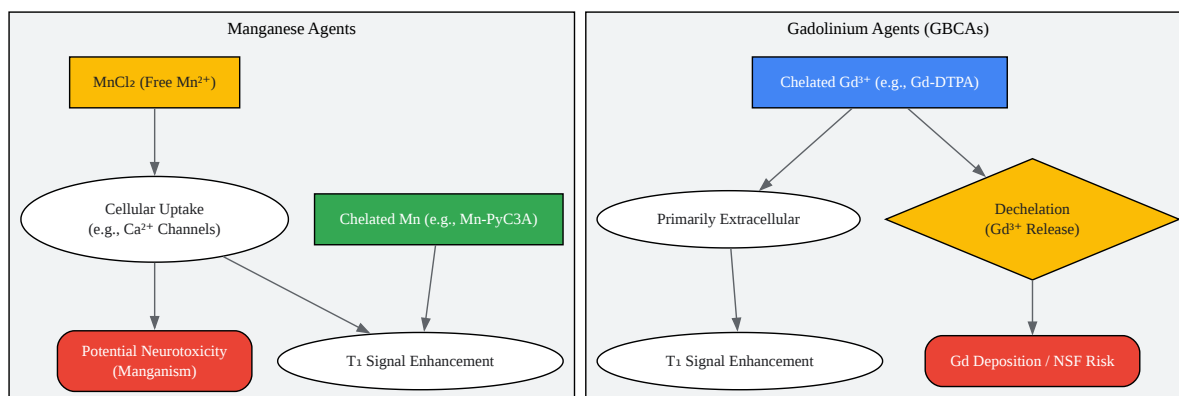 Manganese Agents
MnCl₂ (Free Mn²⁺)
Cellular Uptake
(e.g., Ca²⁺ Channels)
Chelated Mn (e.g., Mn-PyC3A)
Potential Neurotoxicity
(Manganism)
T₁ Signal Enhancement
Gadolinium Agents (GBCAs)
Chelated Gd³⁺ (e.g., Gd-DTPA)
Primarily Extracellular
Dechelation
(Gd³⁺ Release)
T₁ Signal Enhancement
Gd Deposition / NSF Risk